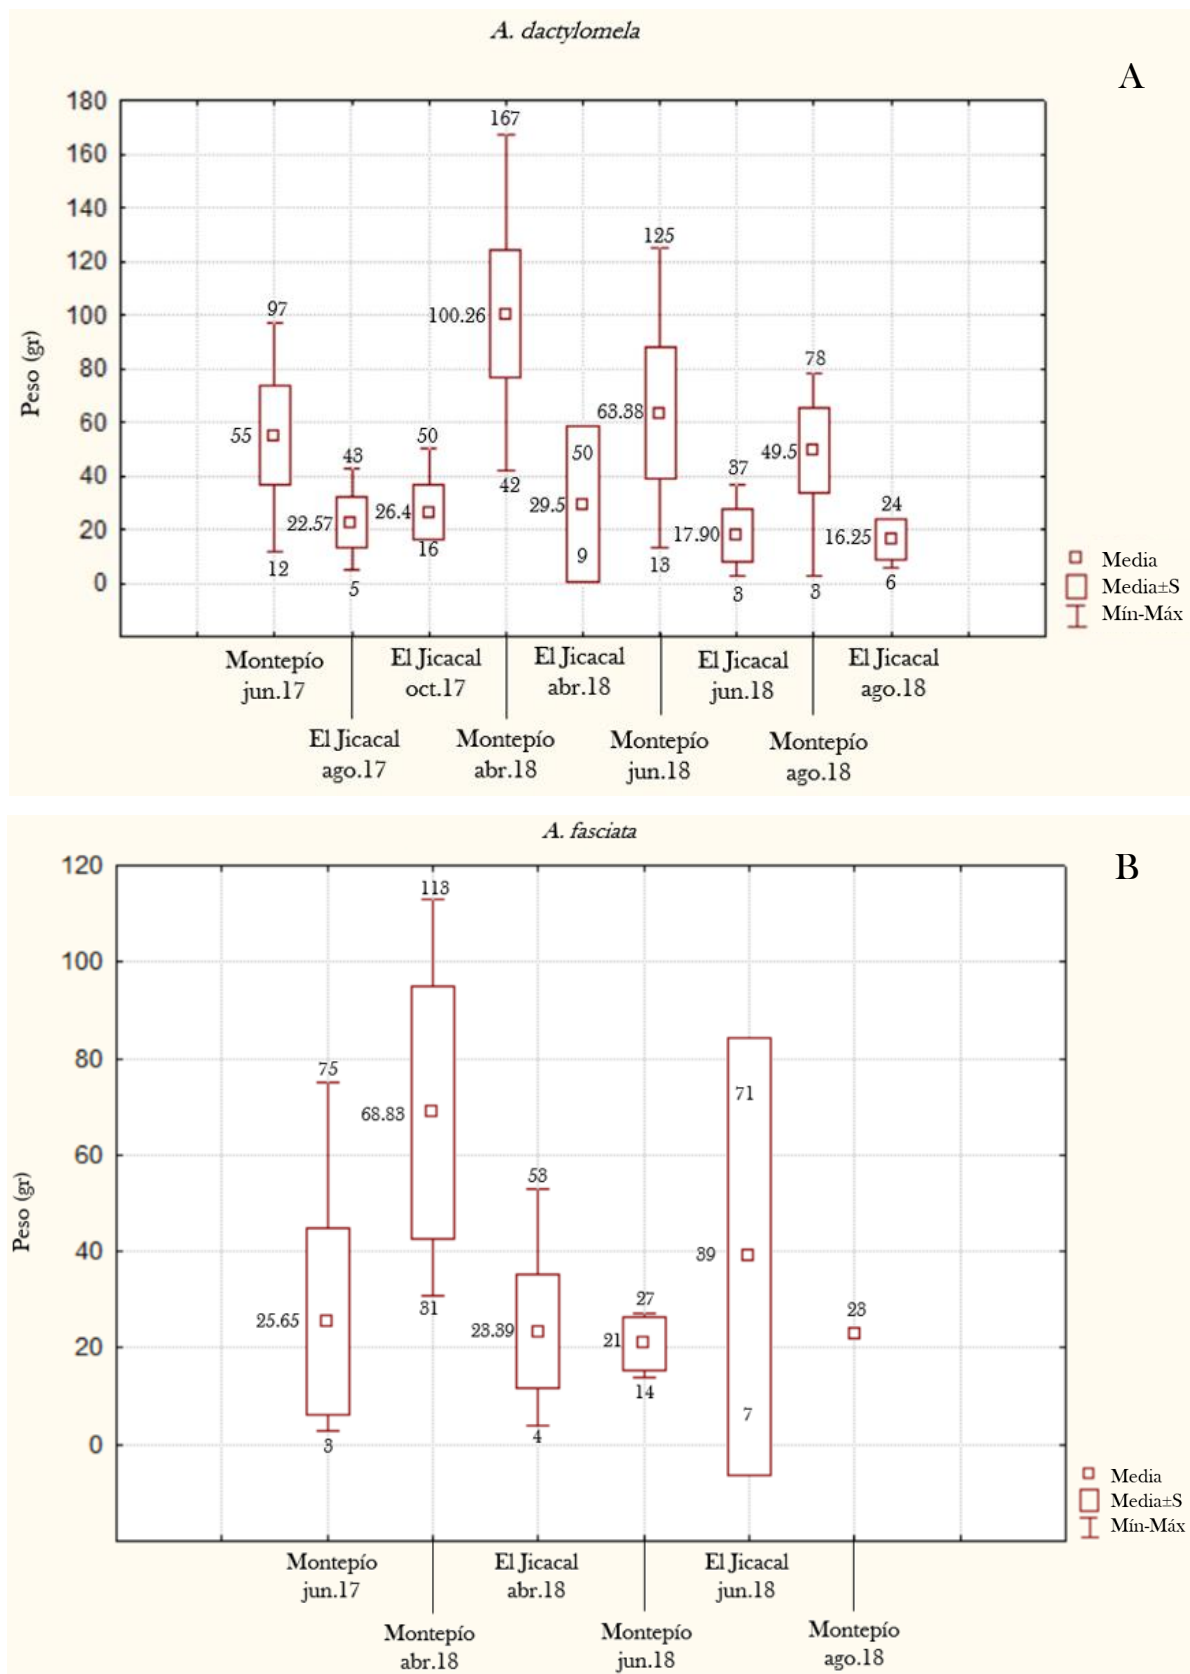 A. dactylomela
A
180
160
140
120
100
80
60
40
20
0
Peso (gr)
97
55
12
43
22.57
5
50
26.4
16
167
100.26
42
50
29.5
9
125
63.88
13
37
17.90
3
78
49.5
3
24
16.25
6
Media
Media±S
Mín-Máx
Montepío
jun.17
El Jicacal
ago.17
El Jicacal
oct.17
Montepío
abr.18
El Jicacal
abr.18
Montepío
jun.18
El Jicacal
jun.18
Montepío
ago.18
El Jicacal
ago.18
A. fasciata
B
120
100
80
60
40
20
0
Peso (gr)
75
25.65
3
113
68.83
31
53
23.39
4
27
21
14
71
39
7
23
Media
Media±S
Mín-Máx
Montepío
jun.17
Montepío
abr.18
El Jicacal
abr.18
Montepío
jun.18
El Jicacal
jun.18
Montepío
ago.18